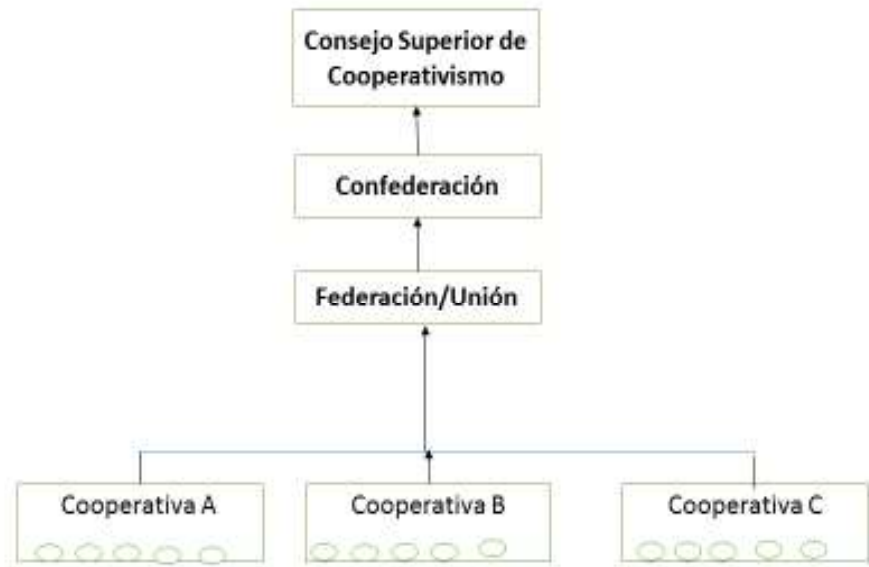 Consejo Superior de
Cooperativismo
Confederación
Federación/Unión
Cooperativa A
Cooperativa B
Cooperativa C